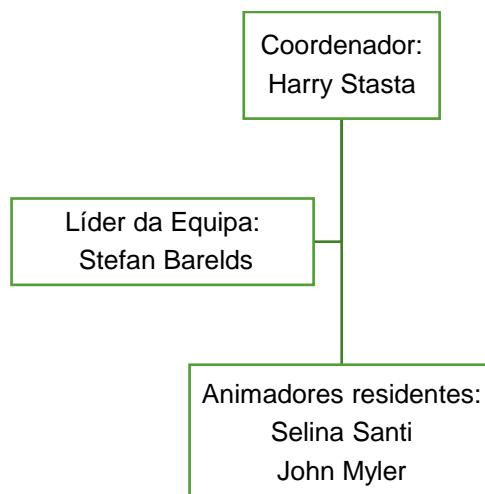 Coordenador:
Harry Stasta
Líder da Equipa:
Stefan Barelds
Animadores residentes:
Selina Santi
John Myler